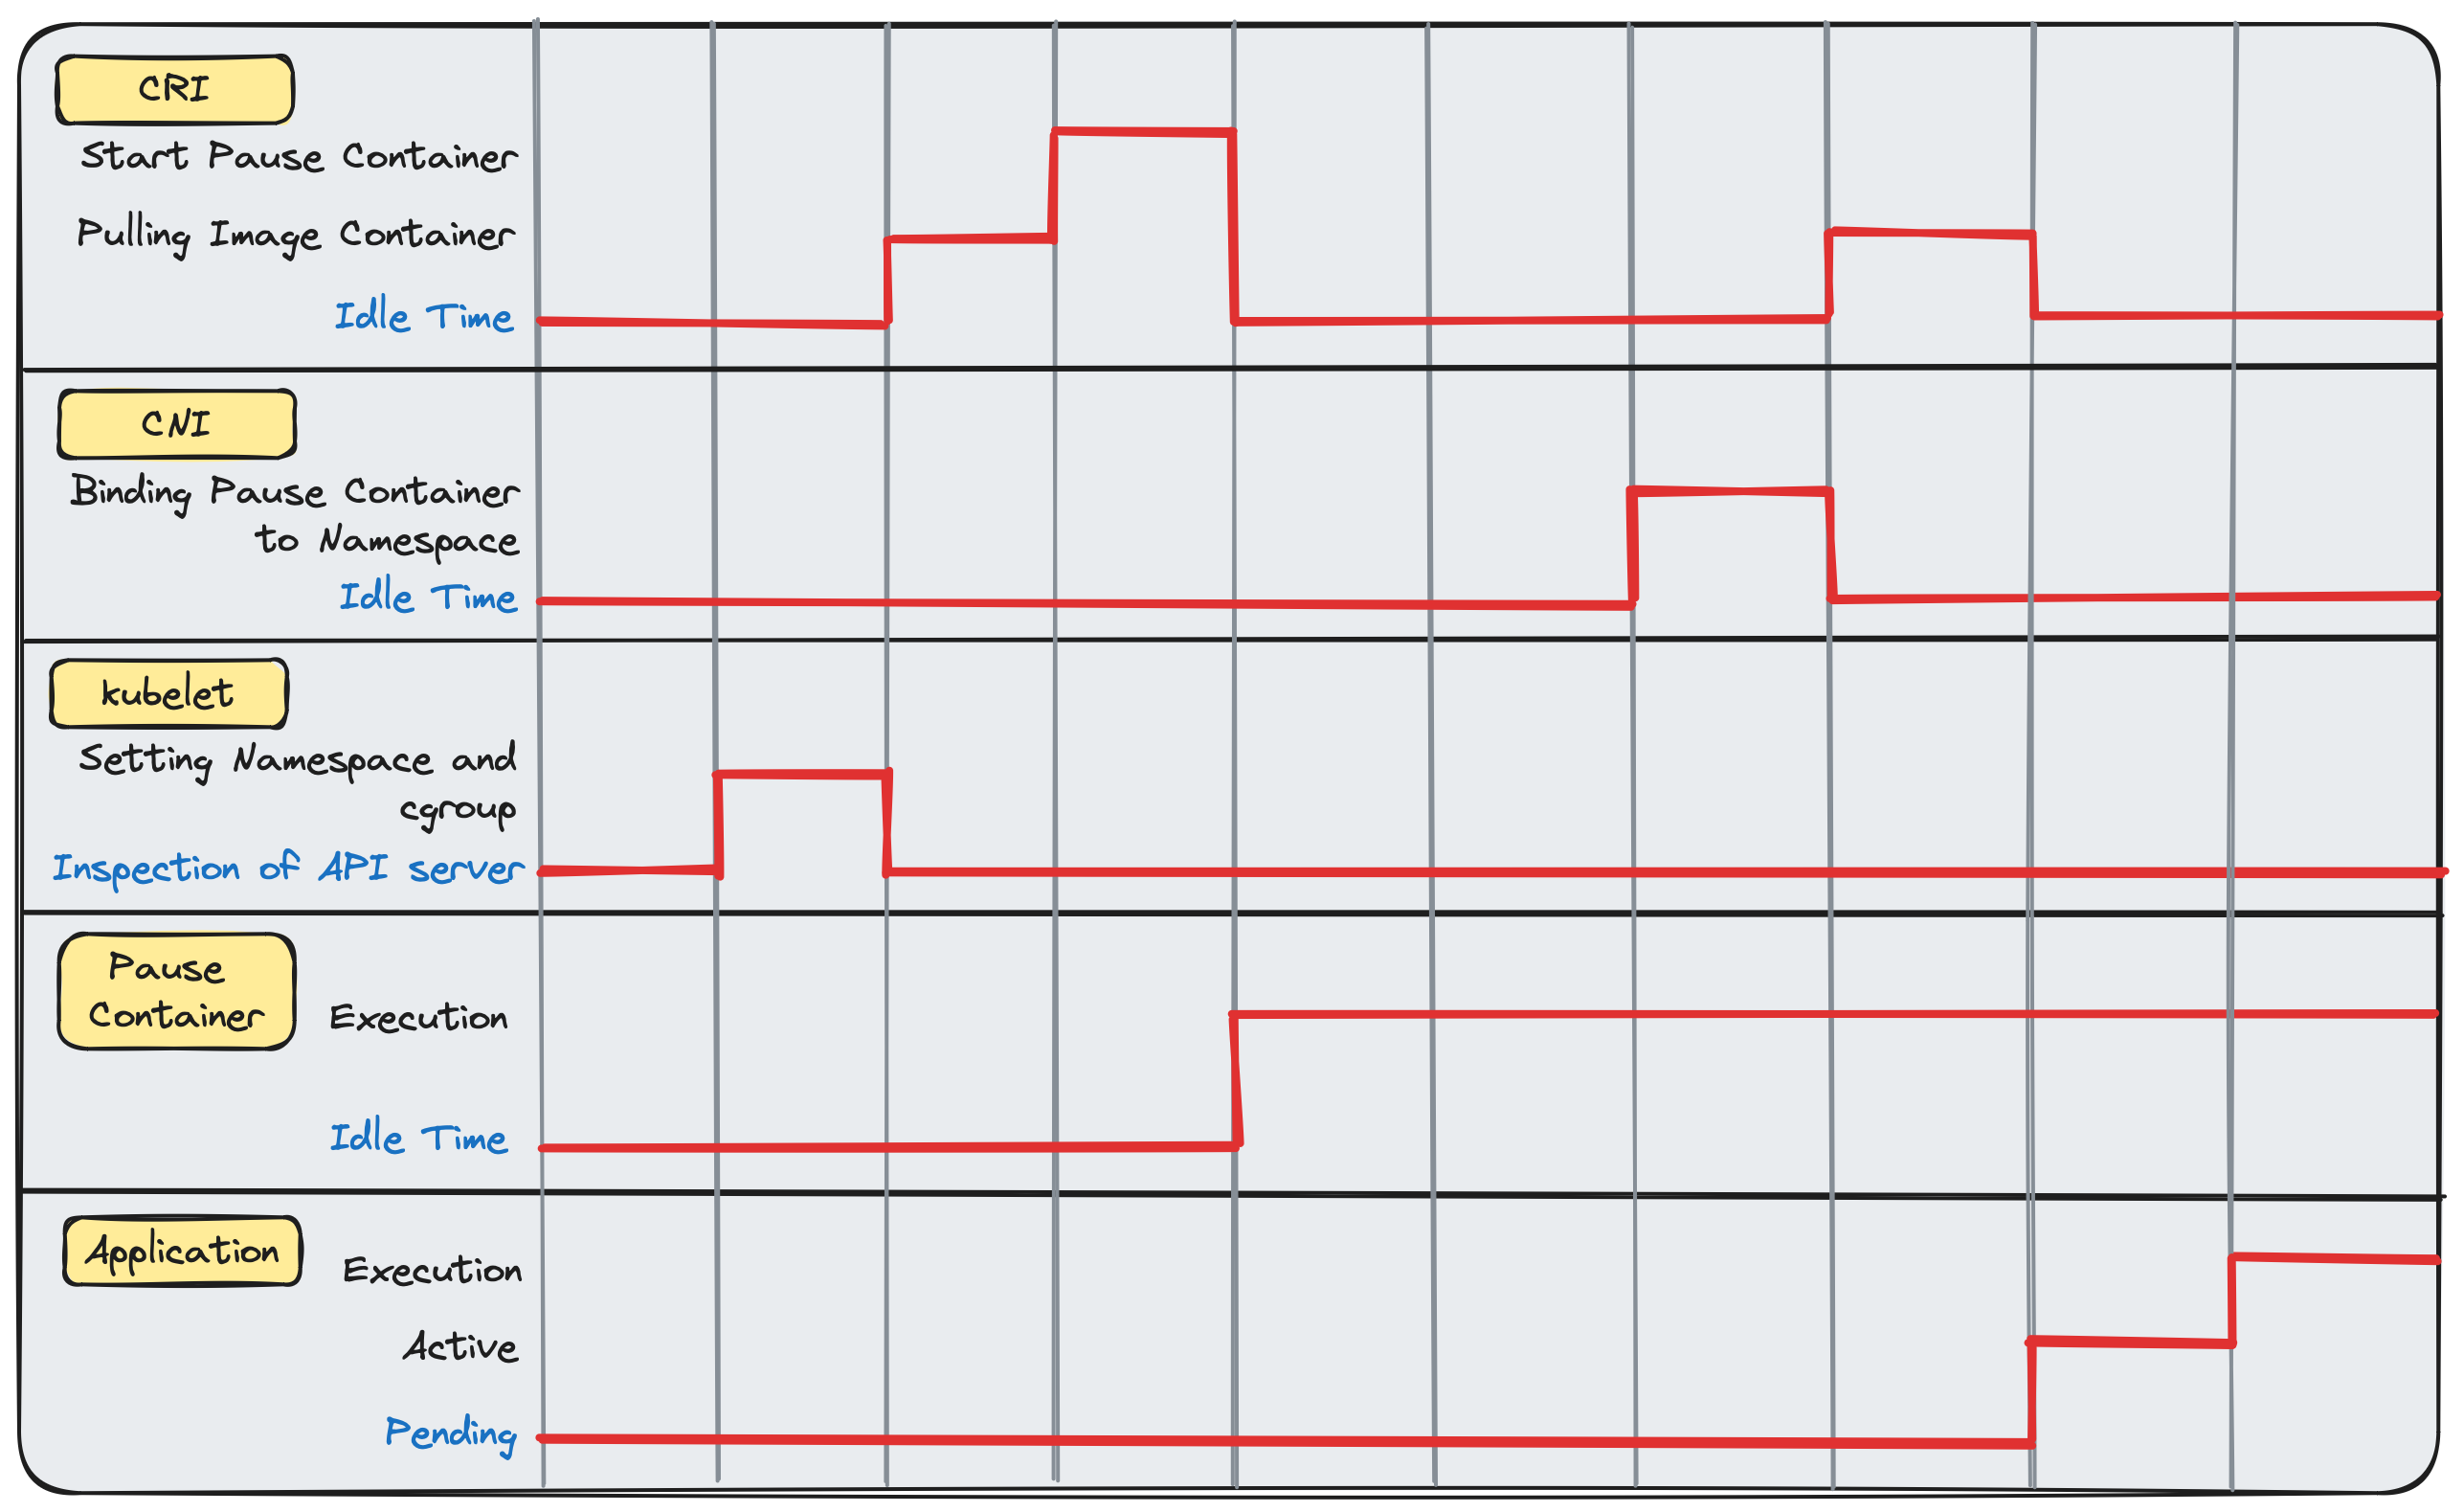 CRI
Start Pause Container
Pulling Image Container
Idle Time
CNI
Binding Pause Container
to Namespace
Idle Time
kubelet
Setting Namespace and
cgroup
Inspection of API server
Pause
Container
Execution
Idle Time
Application
Execution
Active
Pending